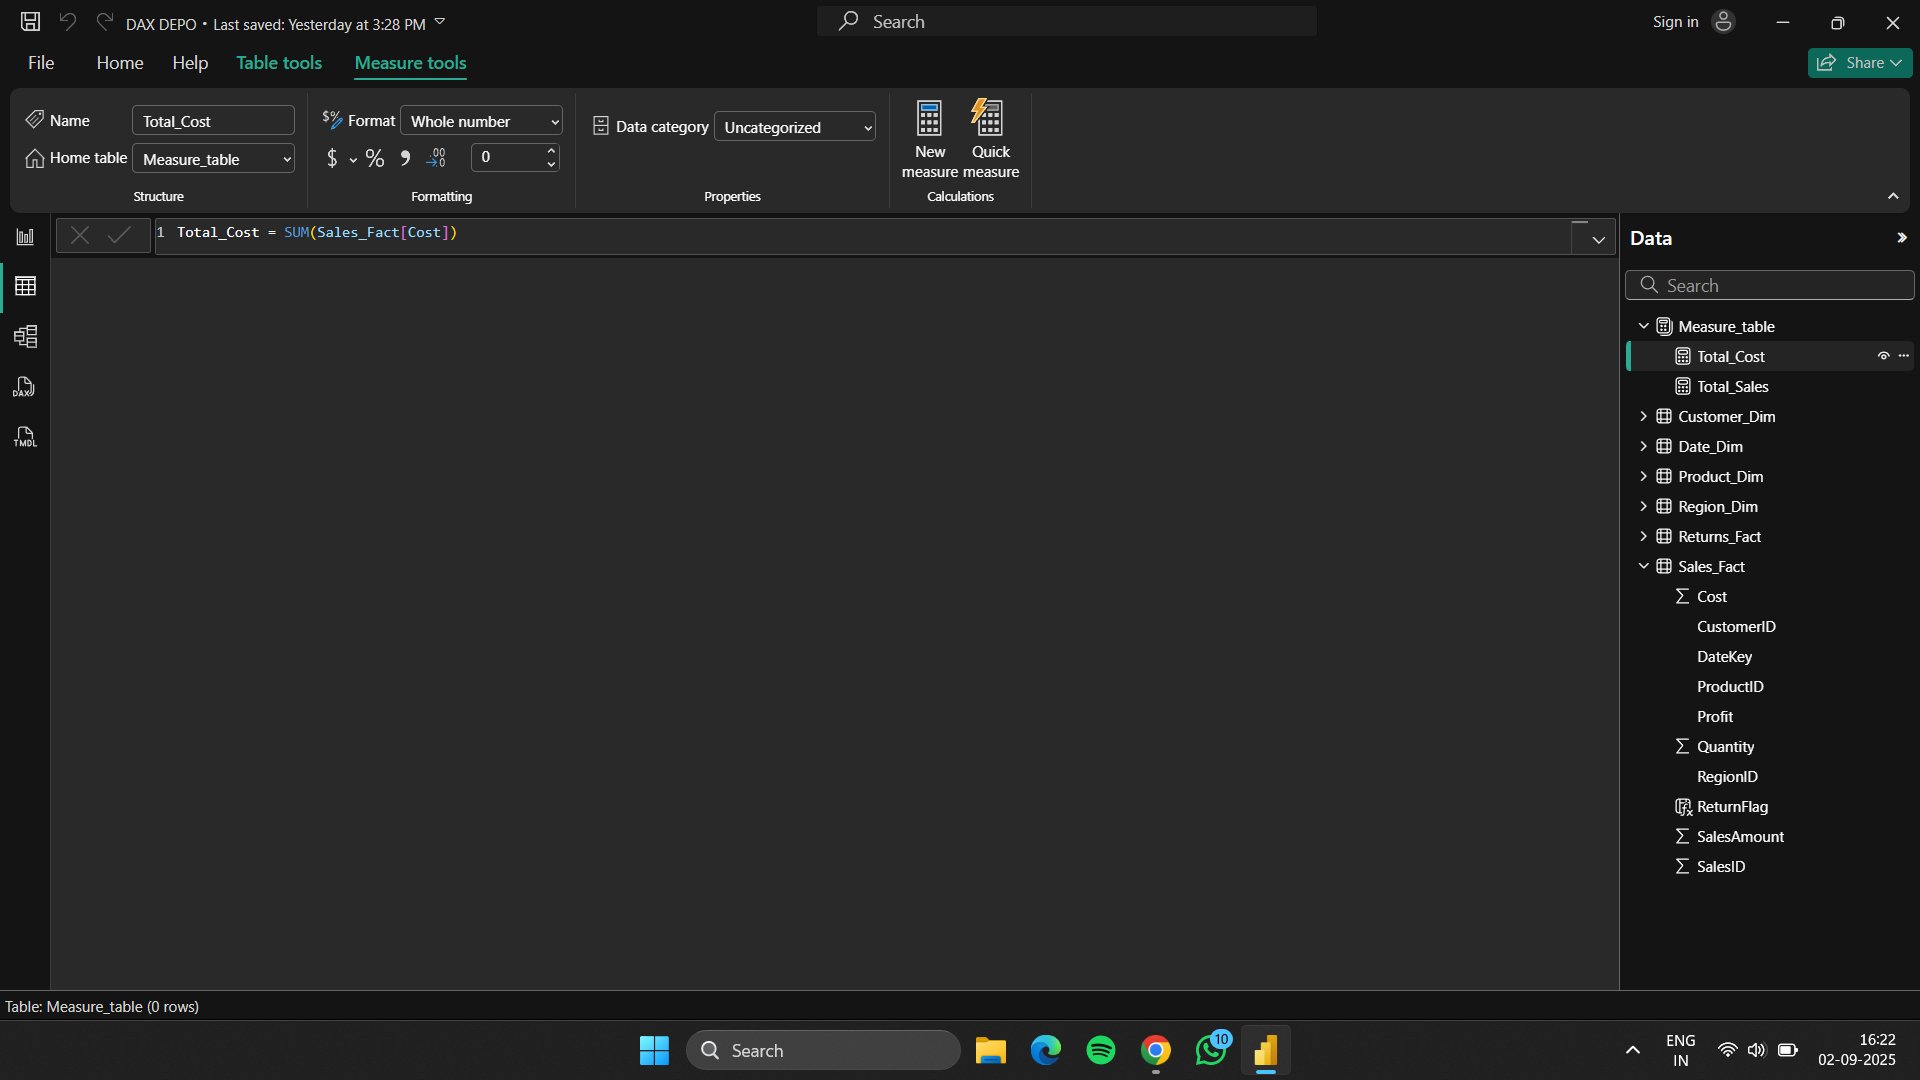 DAX DEPO • Last saved: Yesterday at 3:28 PM
Search
Sign in
File
Home
Help
Table tools
Measure tools
Share
Name
Total_Cost
Home table
Measure_table
Structure
Format
Whole number
$ % , .00
0
Formatting
Data category
Uncategorized
Properties
New measure
Quick measure
Calculations
1 Total_Cost = SUM(Sales_Fact[Cost])
DAX
TMDL
Data
Search
Measure_table
Total_Cost
Total_Sales
Customer_Dim
Date_Dim
Product_Dim
Region_Dim
Returns_Fact
Sales_Fact
Cost
CustomerID
DateKey
ProductID
Profit
Quantity
RegionID
ReturnFlag
SalesAmount
SalesID
Table: Measure_table (0 rows)
Search
10
ENG
IN
16:22
02-09-2025